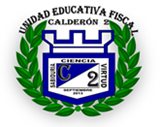 UNIDAD EDUCATIVA FISCAL
CALDERÓN 2
CIENCIA
SABIDURÍA
VIRTUD
C
2
SEPTIEMBRE